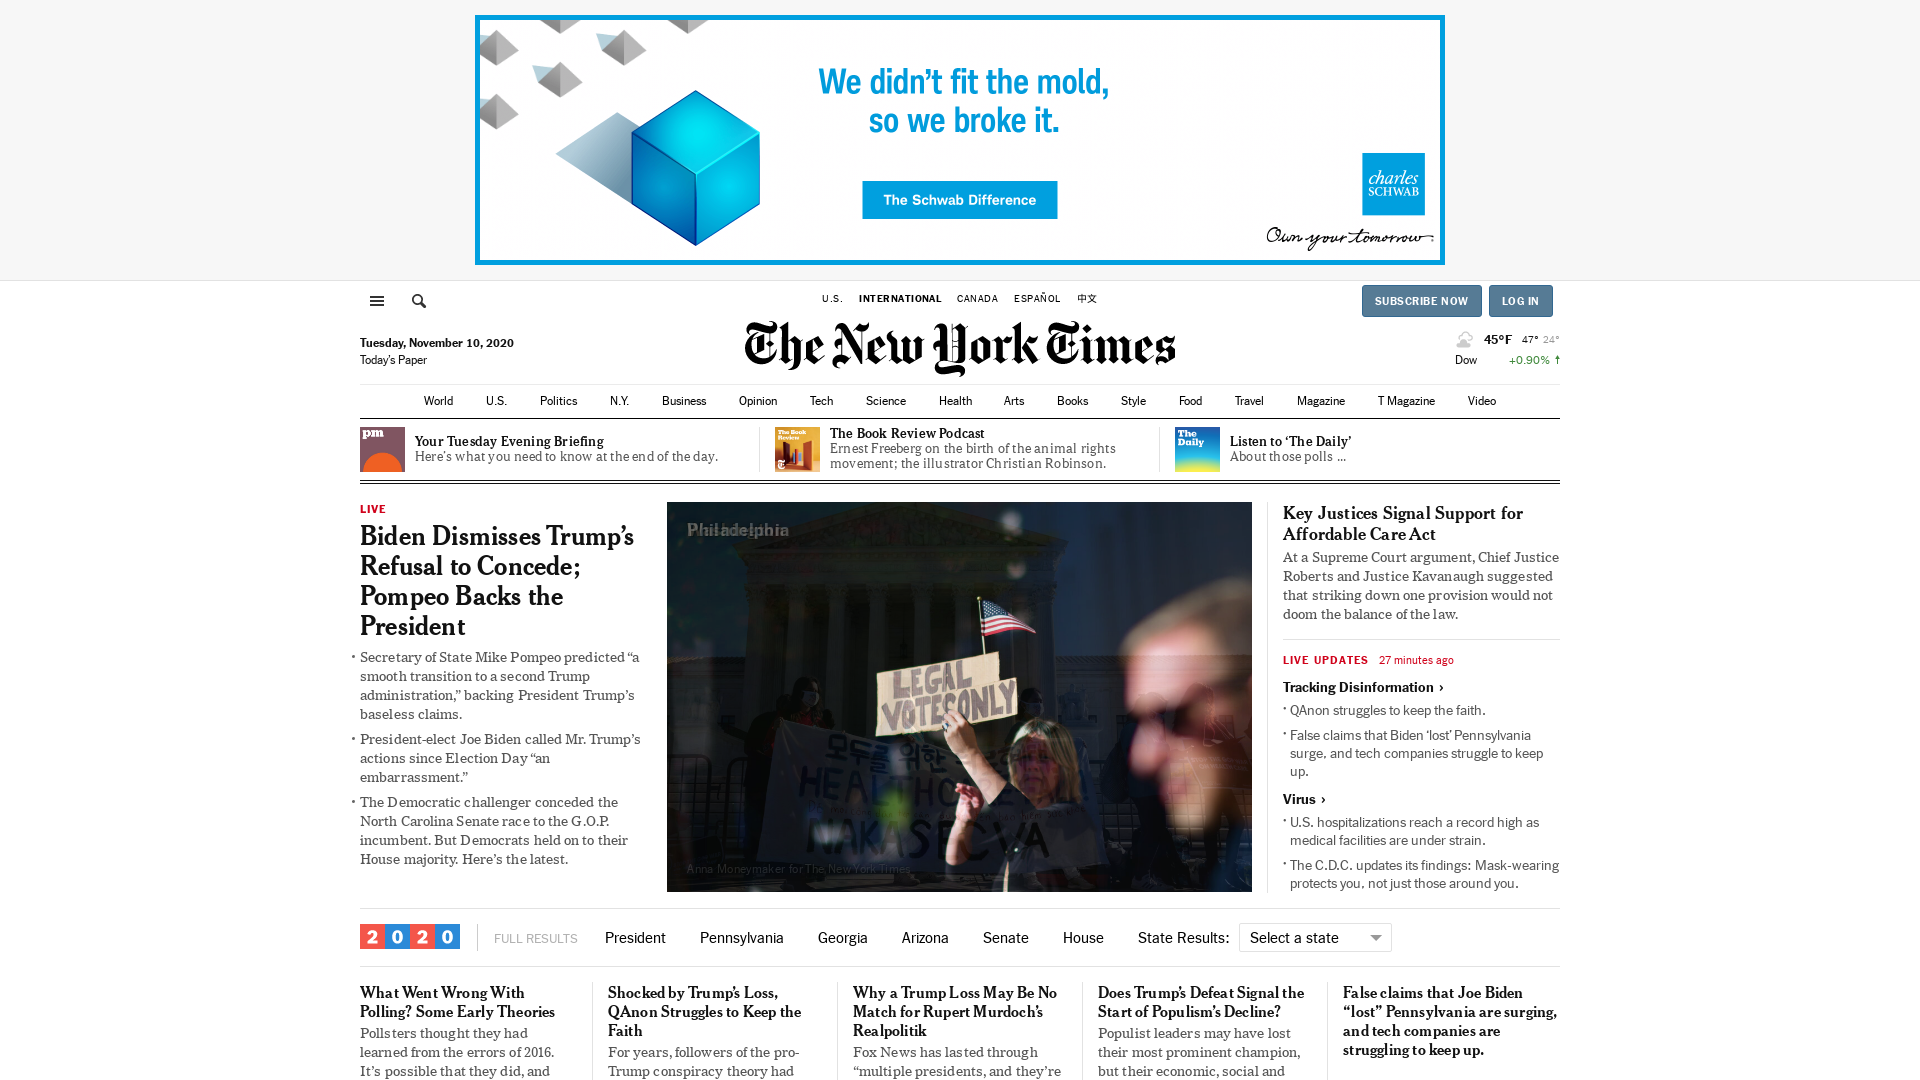 We didn't fit the mold,
so we broke it.
The Schwab Difference
charles
SCHWAB
Own your tomorrow
U.S.
INTERNATIONAL
CANADA
ESPAÑOL
中文
SUBSCRIBE NOW
LOG IN
Tuesday, November 10, 2020
Today's Paper
The New York Times
45°F 47° 24°
Dow +0.90% ↑
World U.S. Politics N.Y. Business Opinion Tech Science Health Arts Books Style Food Travel Magazine T Magazine Video
pm
Your Tuesday Evening Briefing
Here's what you need to know at the end of the day.
The Book
Review
The Book Review Podcast
Ernest Freeberg on the birth of the animal rights
movement; the illustrator Christian Robinson.
The
Daily
Listen to ‘The Daily’
About those polls ...
LIVE
Biden Dismisses Trump’s
Refusal to Concede;
Pompeo Backs the
President
• Secretary of State Mike Pompeo predicted “a
smooth transition to a second Trump
administration,” backing President Trump’s
baseless claims.
• President-elect Joe Biden called Mr. Trump’s
actions since Election Day “an
embarrassment.”
• The Democratic challenger conceded the
North Carolina Senate race to the G.O.P.
incumbent. But Democrats held on to their
House majority. Here’s the latest.
Philadelphia
LEGAL
VOTES ONLY
모두를 위한
HEALTHCARE
NAKASEC VA
Anna Moneymaker for The New York Times
Key Justices Signal Support for
Affordable Care Act
At a Supreme Court argument, Chief Justice
Roberts and Justice Kavanaugh suggested
that striking down one provision would not
doom the balance of the law.
LIVE UPDATES 27 minutes ago
Tracking Disinformation ›
• QAnon struggles to keep the faith.
• False claims that Biden ‘lost’ Pennsylvania
surge, and tech companies struggle to keep
up.
Virus ›
• U.S. hospitalizations reach a record high as
medical facilities are under strain.
• The C.D.C. updates its findings: Mask-wearing
protects you, not just those around you.
2020
FULL RESULTS President Pennsylvania Georgia Arizona Senate House State Results: Select a state
What Went Wrong With
Polling? Some Early Theories
Pollsters thought they had
learned from the errors of 2016.
It’s possible that they did, and
Shocked by Trump’s Loss,
QAnon Struggles to Keep the
Faith
For years, followers of the pro-
Trump conspiracy theory had
Why a Trump Loss May Be No
Match for Rupert Murdoch’s
Realpolitik
Fox News has lasted through
“multiple presidents, and they’re
Does Trump’s Defeat Signal the
Start of Populism’s Decline?
Populist leaders may have lost
their most prominent champion,
but their economic, social and
False claims that Joe Biden
“lost” Pennsylvania are surging,
and tech companies are
struggling to keep up.